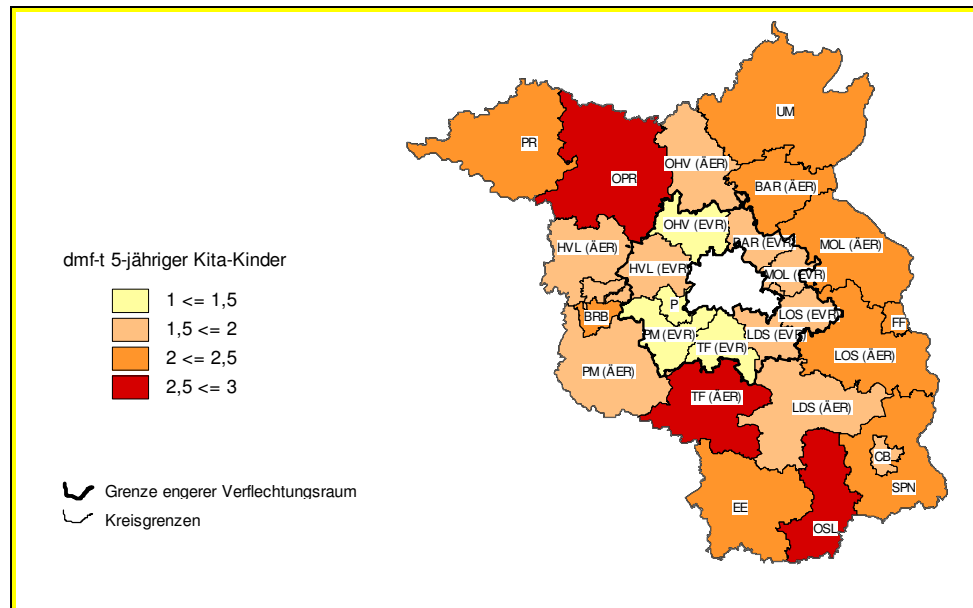 UM
PR
OHV (ÄER)
OPR
BAR (ÄER)
OHV (EVR)
BAR (EVR)
MOL (ÄER)
HVL (ÄER)
dmf-t 5-jähriger Kita-Kinder
HVL (EVR)
MOL (EVR)
1 <= 1,5
P
LOS (EVR)
BRB
FF
1,5 <= 2
PM (EVR)
LDS (EVR)
TF (EVR)
2 <= 2,5
LOS (ÄER)
PM (ÄER)
2,5 <= 3
TF (ÄER)
LDS (ÄER)
CB
SPN
Grenze engerer Verflechtungsraum
EE
Kreisgrenzen
OSL